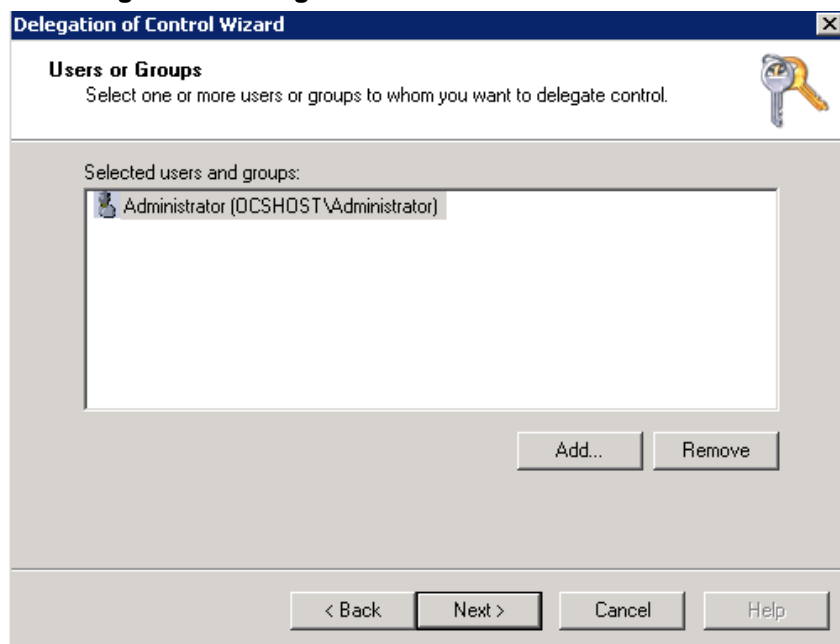 Delegation of Control Wizard
Users or Groups
Select one or more users or groups to whom you want to delegate control.
Selected users and groups:
Administrator (OCSHOST\Administrator)
Add...
Remove
< Back
Next >
Cancel
Help